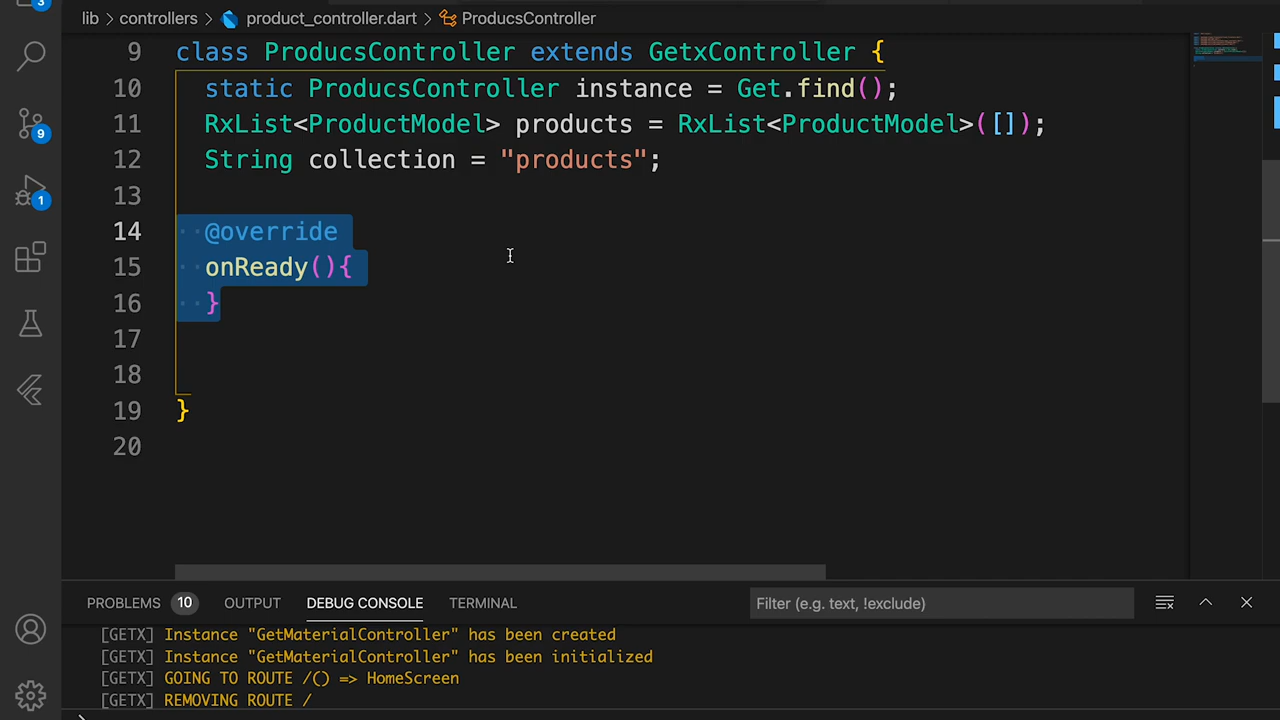 3
lib > controllers > product_controller.dart > ProducsController
9 class ProducsController extends GetxController {
10 static ProducsController instance = Get.find();
11 RxList<ProductModel> products = RxList<ProductModel>([]);
12 String collection = "products";
13
14 @override
15 onReady(){
16 }
17
18
19 }
20
9
1
PROBLEMS 10 OUTPUT DEBUG CONSOLE TERMINAL Filter (e.g. text, !exclude)
[GETX] Instance "GetMaterialController" has been created
[GETX] Instance "GetMaterialController" has been initialized
[GETX] GOING TO ROUTE /() => HomeScreen
[GETX] REMOVING ROUTE /